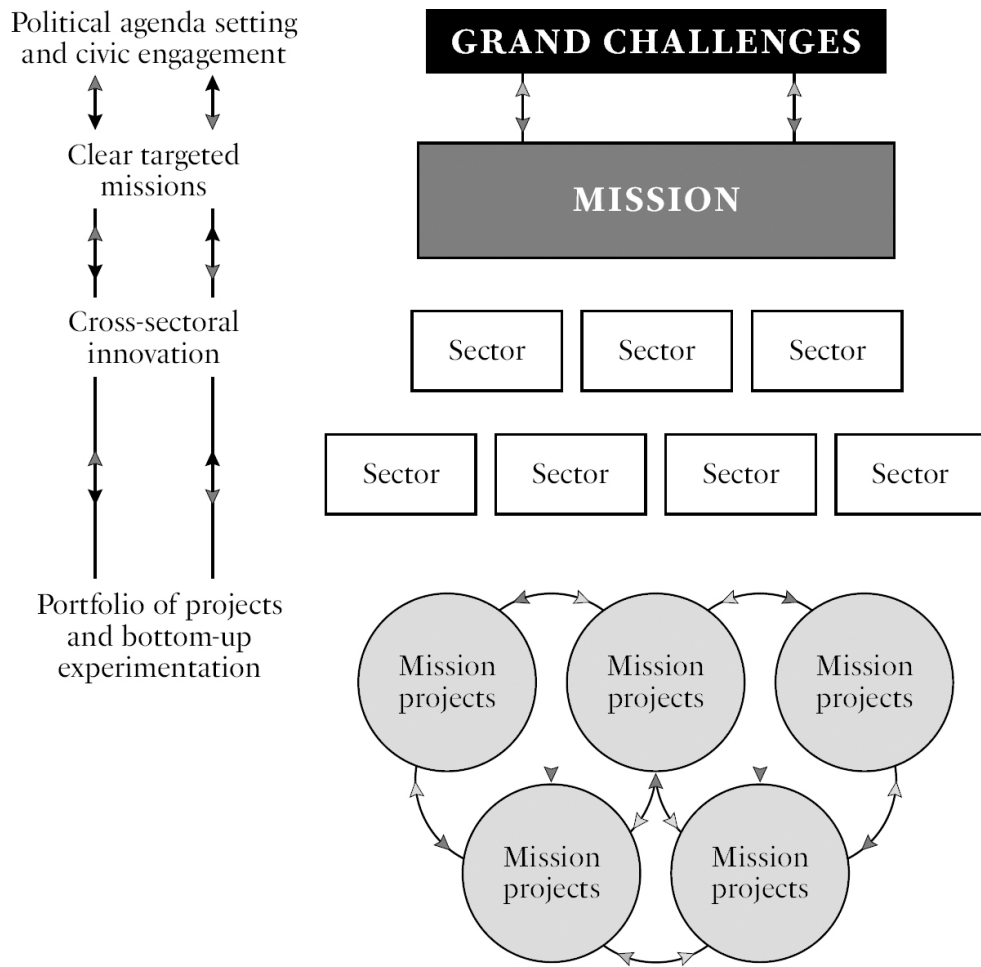 Political agenda setting
and civic engagement
GRAND CHALLENGES
Clear targeted
missions
MISSION
Cross-sectoral
innovation
Sector
Sector
Sector
Sector
Sector
Sector
Sector
Portfolio of projects
and bottom-up
experimentation
Mission
projects
Mission
projects
Mission
projects
Mission
projects
Mission
projects